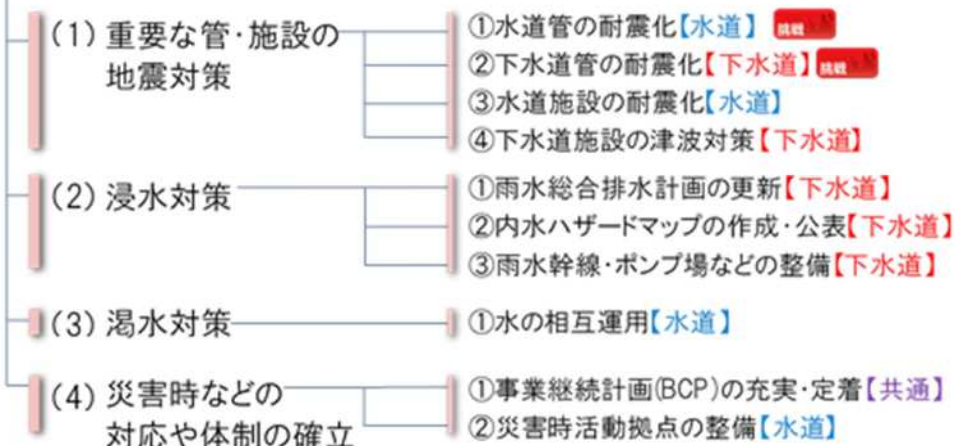 (1) 重要な管・施設の
地震対策
①水道管の耐震化【水道】 挑戦
②下水道管の耐震化【下水道】 挑戦
③水道施設の耐震化【水道】
④下水道施設の津波対策【下水道】
(2) 浸水対策
①雨水総合排水計画の更新【下水道】
②内水ハザードマップの作成・公表【下水道】
③雨水幹線・ポンプ場などの整備【下水道】
(3) 渇水対策
①水の相互運用【水道】
(4) 災害時などの
対応や体制の確立
①事業継続計画(BCP)の充実・定着【共通】
②災害時活動拠点の整備【水道】